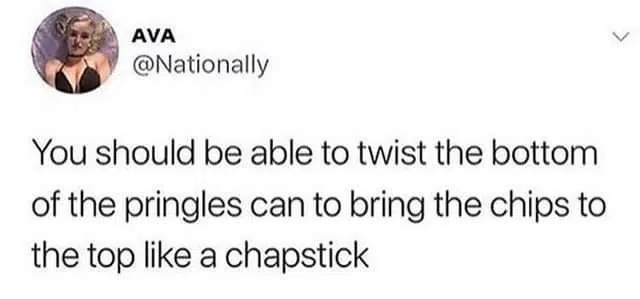 AVA
@Nationally
You should be able to twist the bottom
of the pringles can to bring the chips to
the top like a chapstick